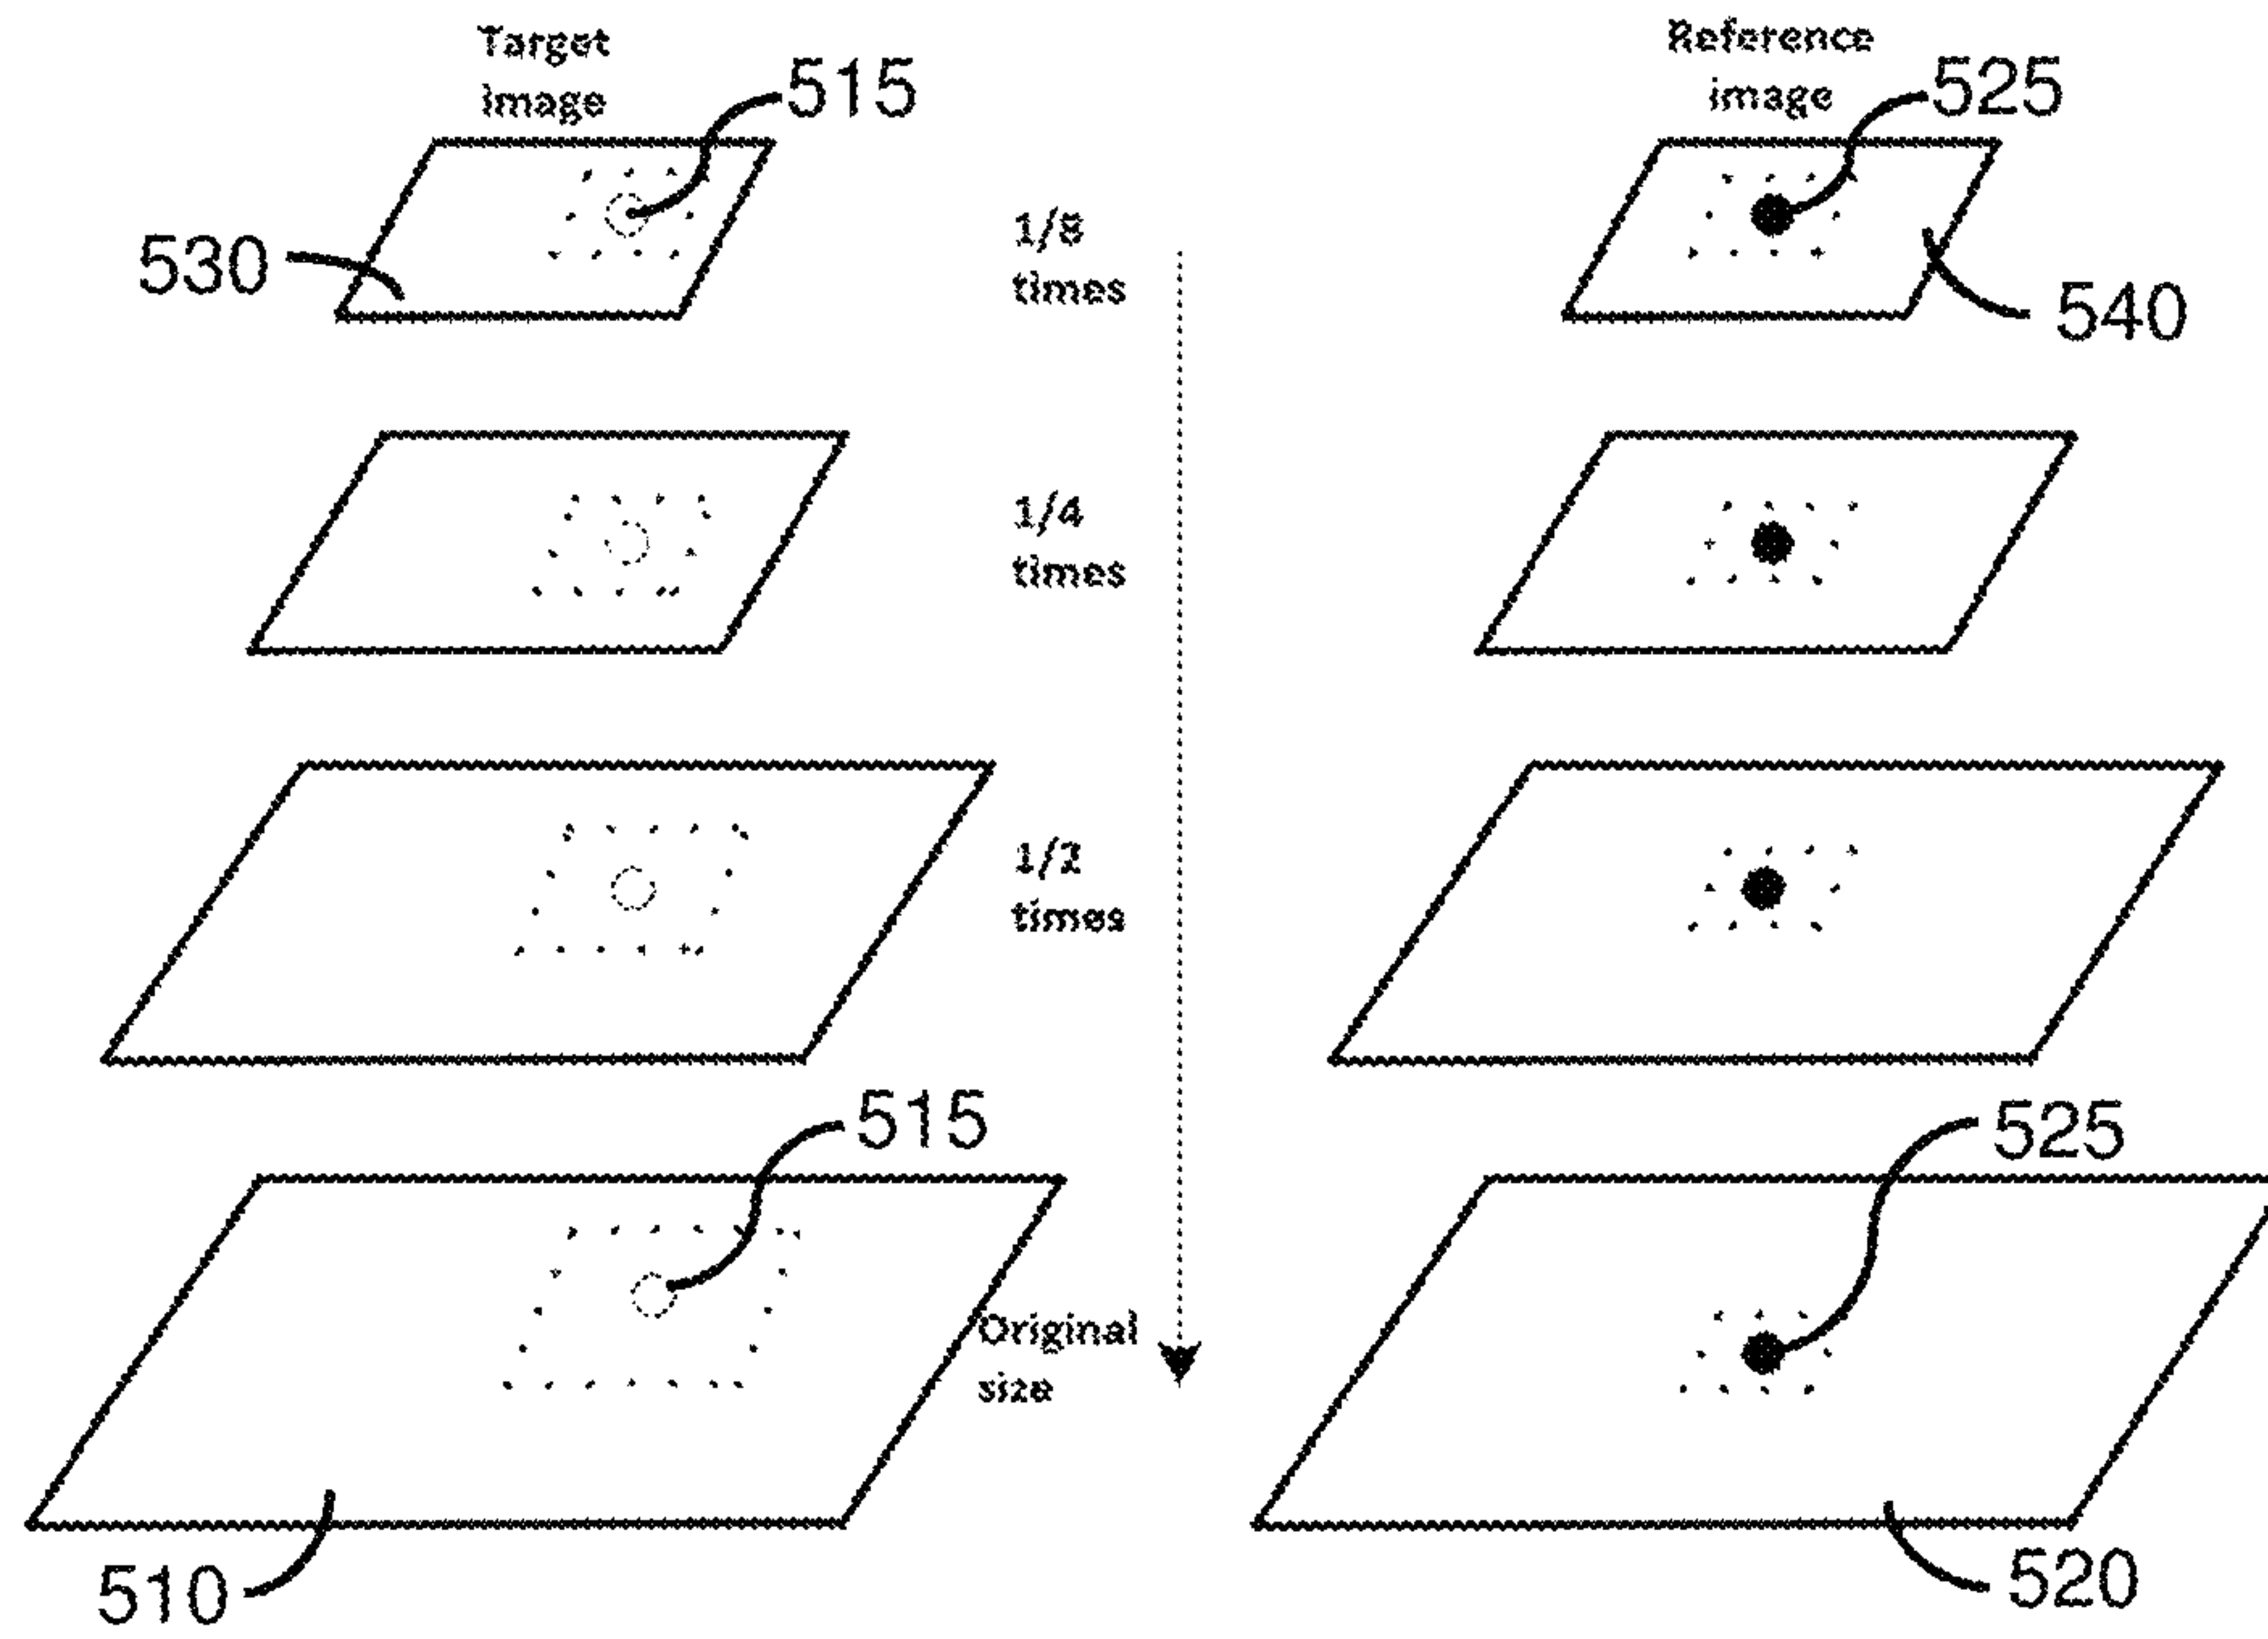 Target
image
515
Reference
image
525
530
1/8
times
540
1/4
times
1/2
times
515
525
Original
size
510
520